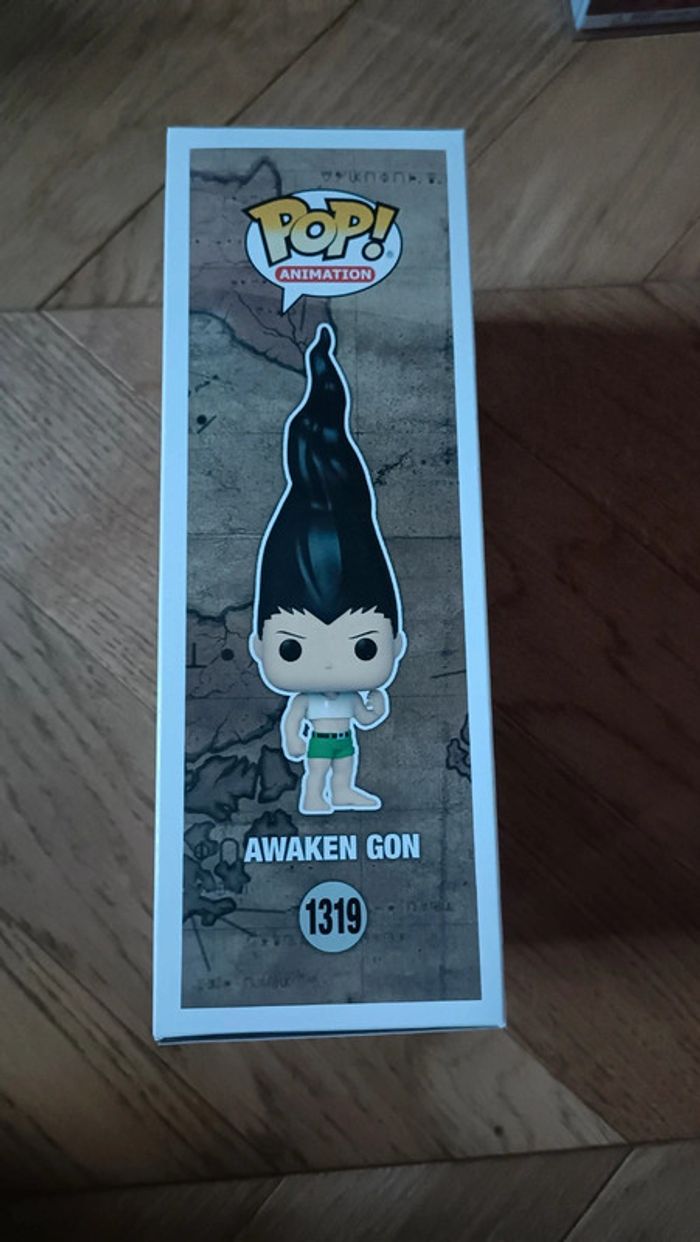 POP!
ANIMATION
AWAKEN GON
1319